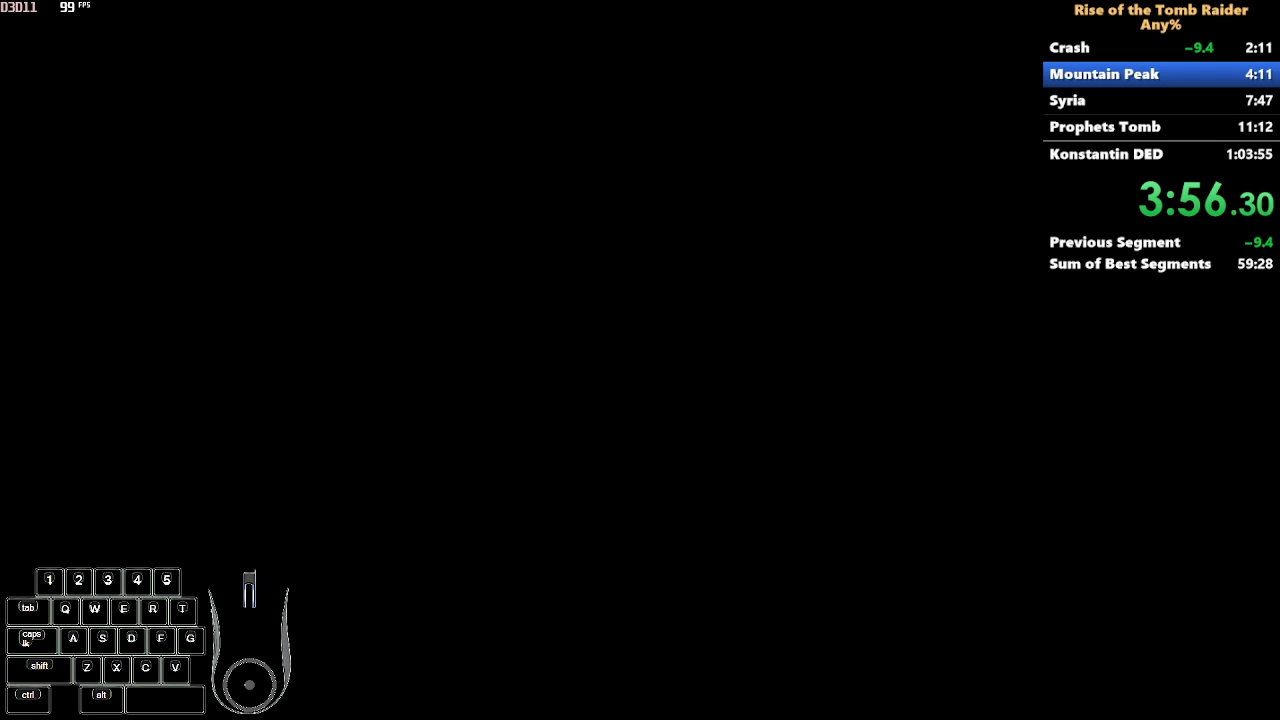 D3D11 99 FPS
Rise of the Tomb Raider
Any%
Crash −9.4 2:11
Mountain Peak 4:11
Syria 7:47
Prophets Tomb 11:12
Konstantin DED 1:03:55
3:56.30
Previous Segment −9.4
Sum of Best Segments 59:28
1 2 3 4 5
tab Q W E R T
caps lk A S D F G
shift Z X C V
ctrl alt